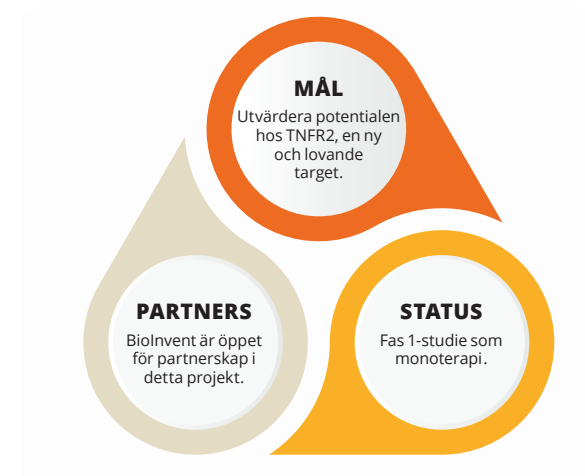 MÅL
Utvärdera potentialen
hos TNFR2, en ny
och lovande
target.
PARTNERS
BioInvent är öppet
för partnerskap i
detta projekt.
STATUS
Fas 1-studie som
monoterapi.